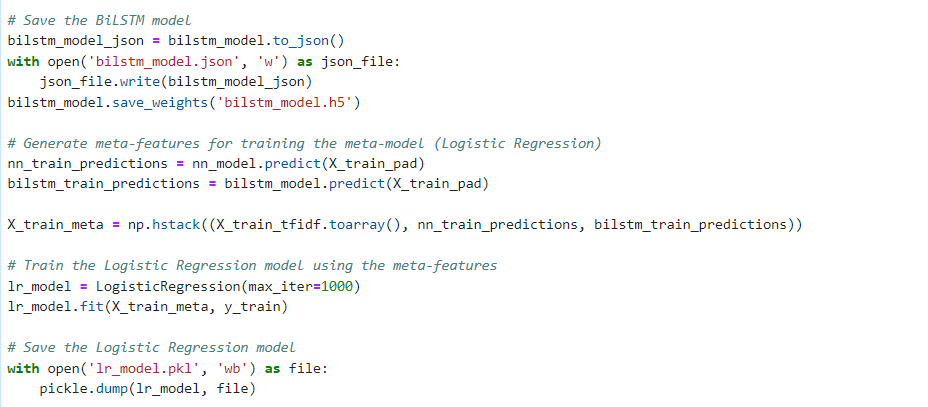 # Save the BiLSTM model
bilstm_model_json = bilstm_model.to_json()
with open('bilstm_model.json', 'w') as json_file:
    json_file.write(bilstm_model_json)
bilstm_model.save_weights('bilstm_model.h5')

# Generate meta-features for training the meta-model (Logistic Regression)
nn_train_predictions = nn_model.predict(X_train_pad)
bilstm_train_predictions = bilstm_model.predict(X_train_pad)

X_train_meta = np.hstack((X_train_tfidf.toarray(), nn_train_predictions, bilstm_train_predictions))

# Train the Logistic Regression model using the meta-features
lr_model = LogisticRegression(max_iter=1000)
lr_model.fit(X_train_meta, y_train)

# Save the Logistic Regression model
with open('lr_model.pkl', 'wb') as file:
    pickle.dump(lr_model, file)